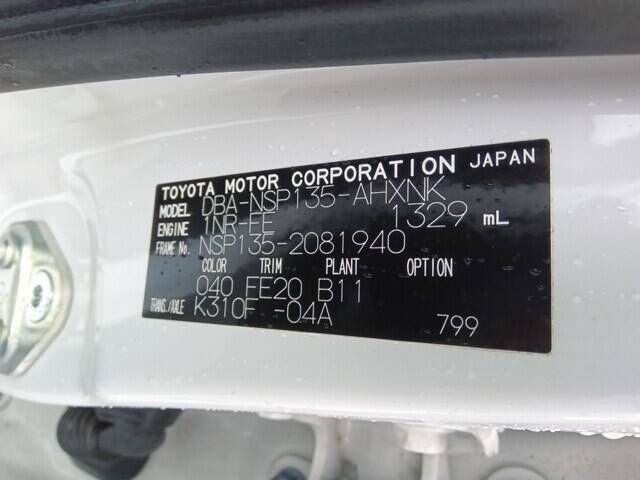 TOYOTA MOTOR CORPORATION JAPAN
MODEL DBA-NSP135-AHXNK
ENGINE 1NR-FE 1329 mL
FRAME No. NSP135-2081940
COLOR TRIM PLANT OPTION
040 FE20 B11
TRANS./AXLE K310F -04A
799